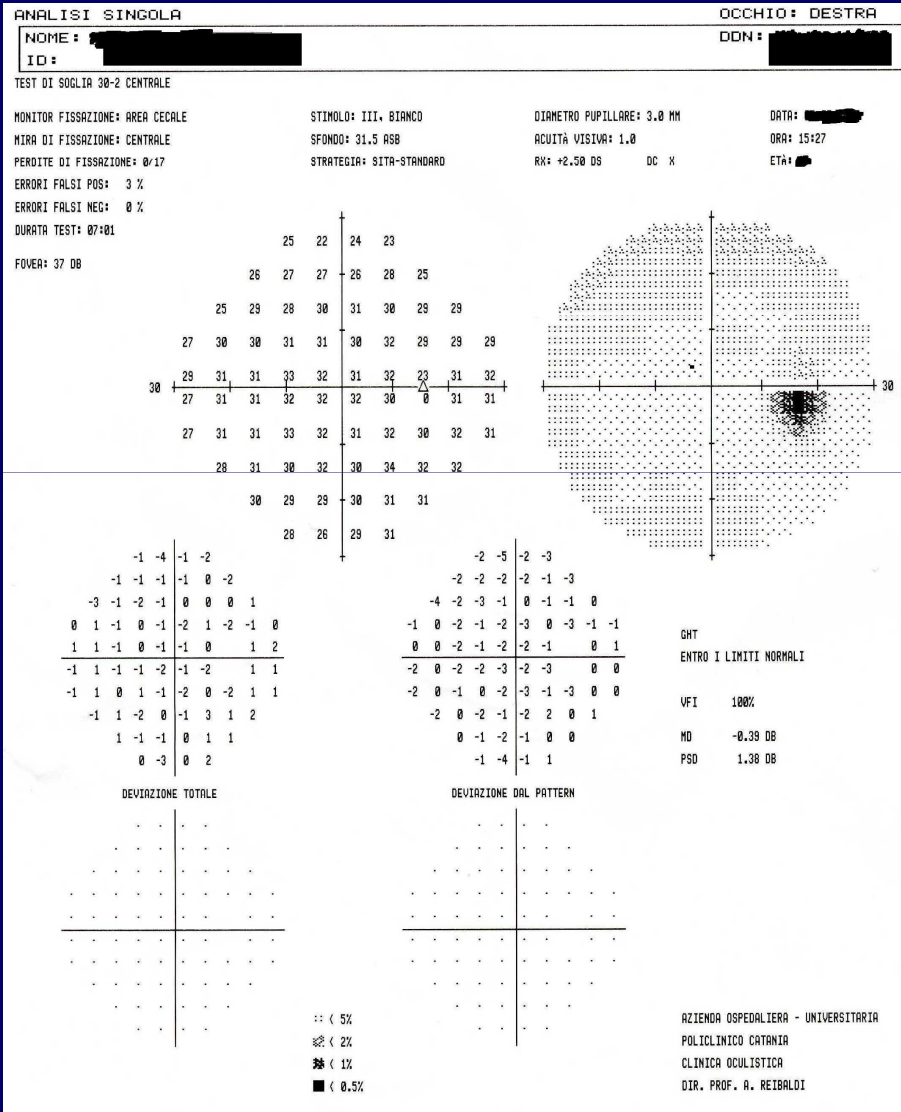 ANALISI SINGOLA OCCHIO: DESTRA
NOME: DDN:
ID:
TEST DI SOGLIA 30-2 CENTRALE
MONITOR FISSAZIONE: AREA CECALE STIMOLO: III, BIANCO DIAMETRO PUPILLARE: 3.0 MM DATA:
MIRA DI FISSAZIONE: CENTRALE SFONDO: 31.5 ASB ACUITÀ VISIVA: 1.0 ORA: 15:27
PERDITE DI FISSAZIONE: 0/17 STRATEGIA: SITA-STANDARD RX: +2.50 DS DC X ETÀ:
ERRORI FALSI POS: 3 %
ERRORI FALSI NEG: 0 %
DURATA TEST: 07:01
FOVEA: 37 DB
25 22 24 23
26 27 27 26 28 25
25 29 28 30 31 30 29 29
27 30 30 31 31 30 32 29 29 29
29 31 31 33 32 31 32 23 31 32
30 30
27 31 31 32 32 32 30 0 31 31
27 31 31 33 32 31 32 30 32 31
28 31 30 32 30 34 32 32
30 29 29 30 31 31
28 26 29 31
-1 -4 -1 -2 -2 -5 -2 -3
-1 -1 -1 -1 0 -2 -2 -2 -2 -2 -1 -3
-3 -1 -2 -1 0 0 0 1 -4 -2 -3 -1 0 -1 -1 0
0 1 -1 0 -1 -2 1 -2 -1 0 -1 0 -2 -1 -2 -3 0 -3 -1 -1
1 1 -1 0 -1 -1 0 1 2 0 0 -2 -1 -2 -2 -1 0 1
-1 1 -1 -1 -2 -1 -2 1 1 -2 0 -2 -2 -3 -2 -3 0 0
-1 1 0 1 -1 -2 0 -2 1 1 -2 0 -1 0 -2 -3 -1 -3 0 0
-1 1 -2 0 -1 3 1 2 -2 0 -2 -1 -2 2 0 1
1 -1 -1 0 1 1 0 -1 -2 -1 0 0
0 -3 0 2 -1 -4 -1 1
GHT
ENTRO I LIMITI NORMALI
VFI 100%
MD -0.39 DB
PSD 1.38 DB
DEVIAZIONE TOTALE DEVIAZIONE DAL PATTERN
< 5%
< 2%
< 1%
< 0.5%
AZIENDA OSPEDALIERA - UNIVERSITARIA
POLICLINICO CATANIA
CLINICA OCULISTICA
DIR. PROF. A. REIBALDI